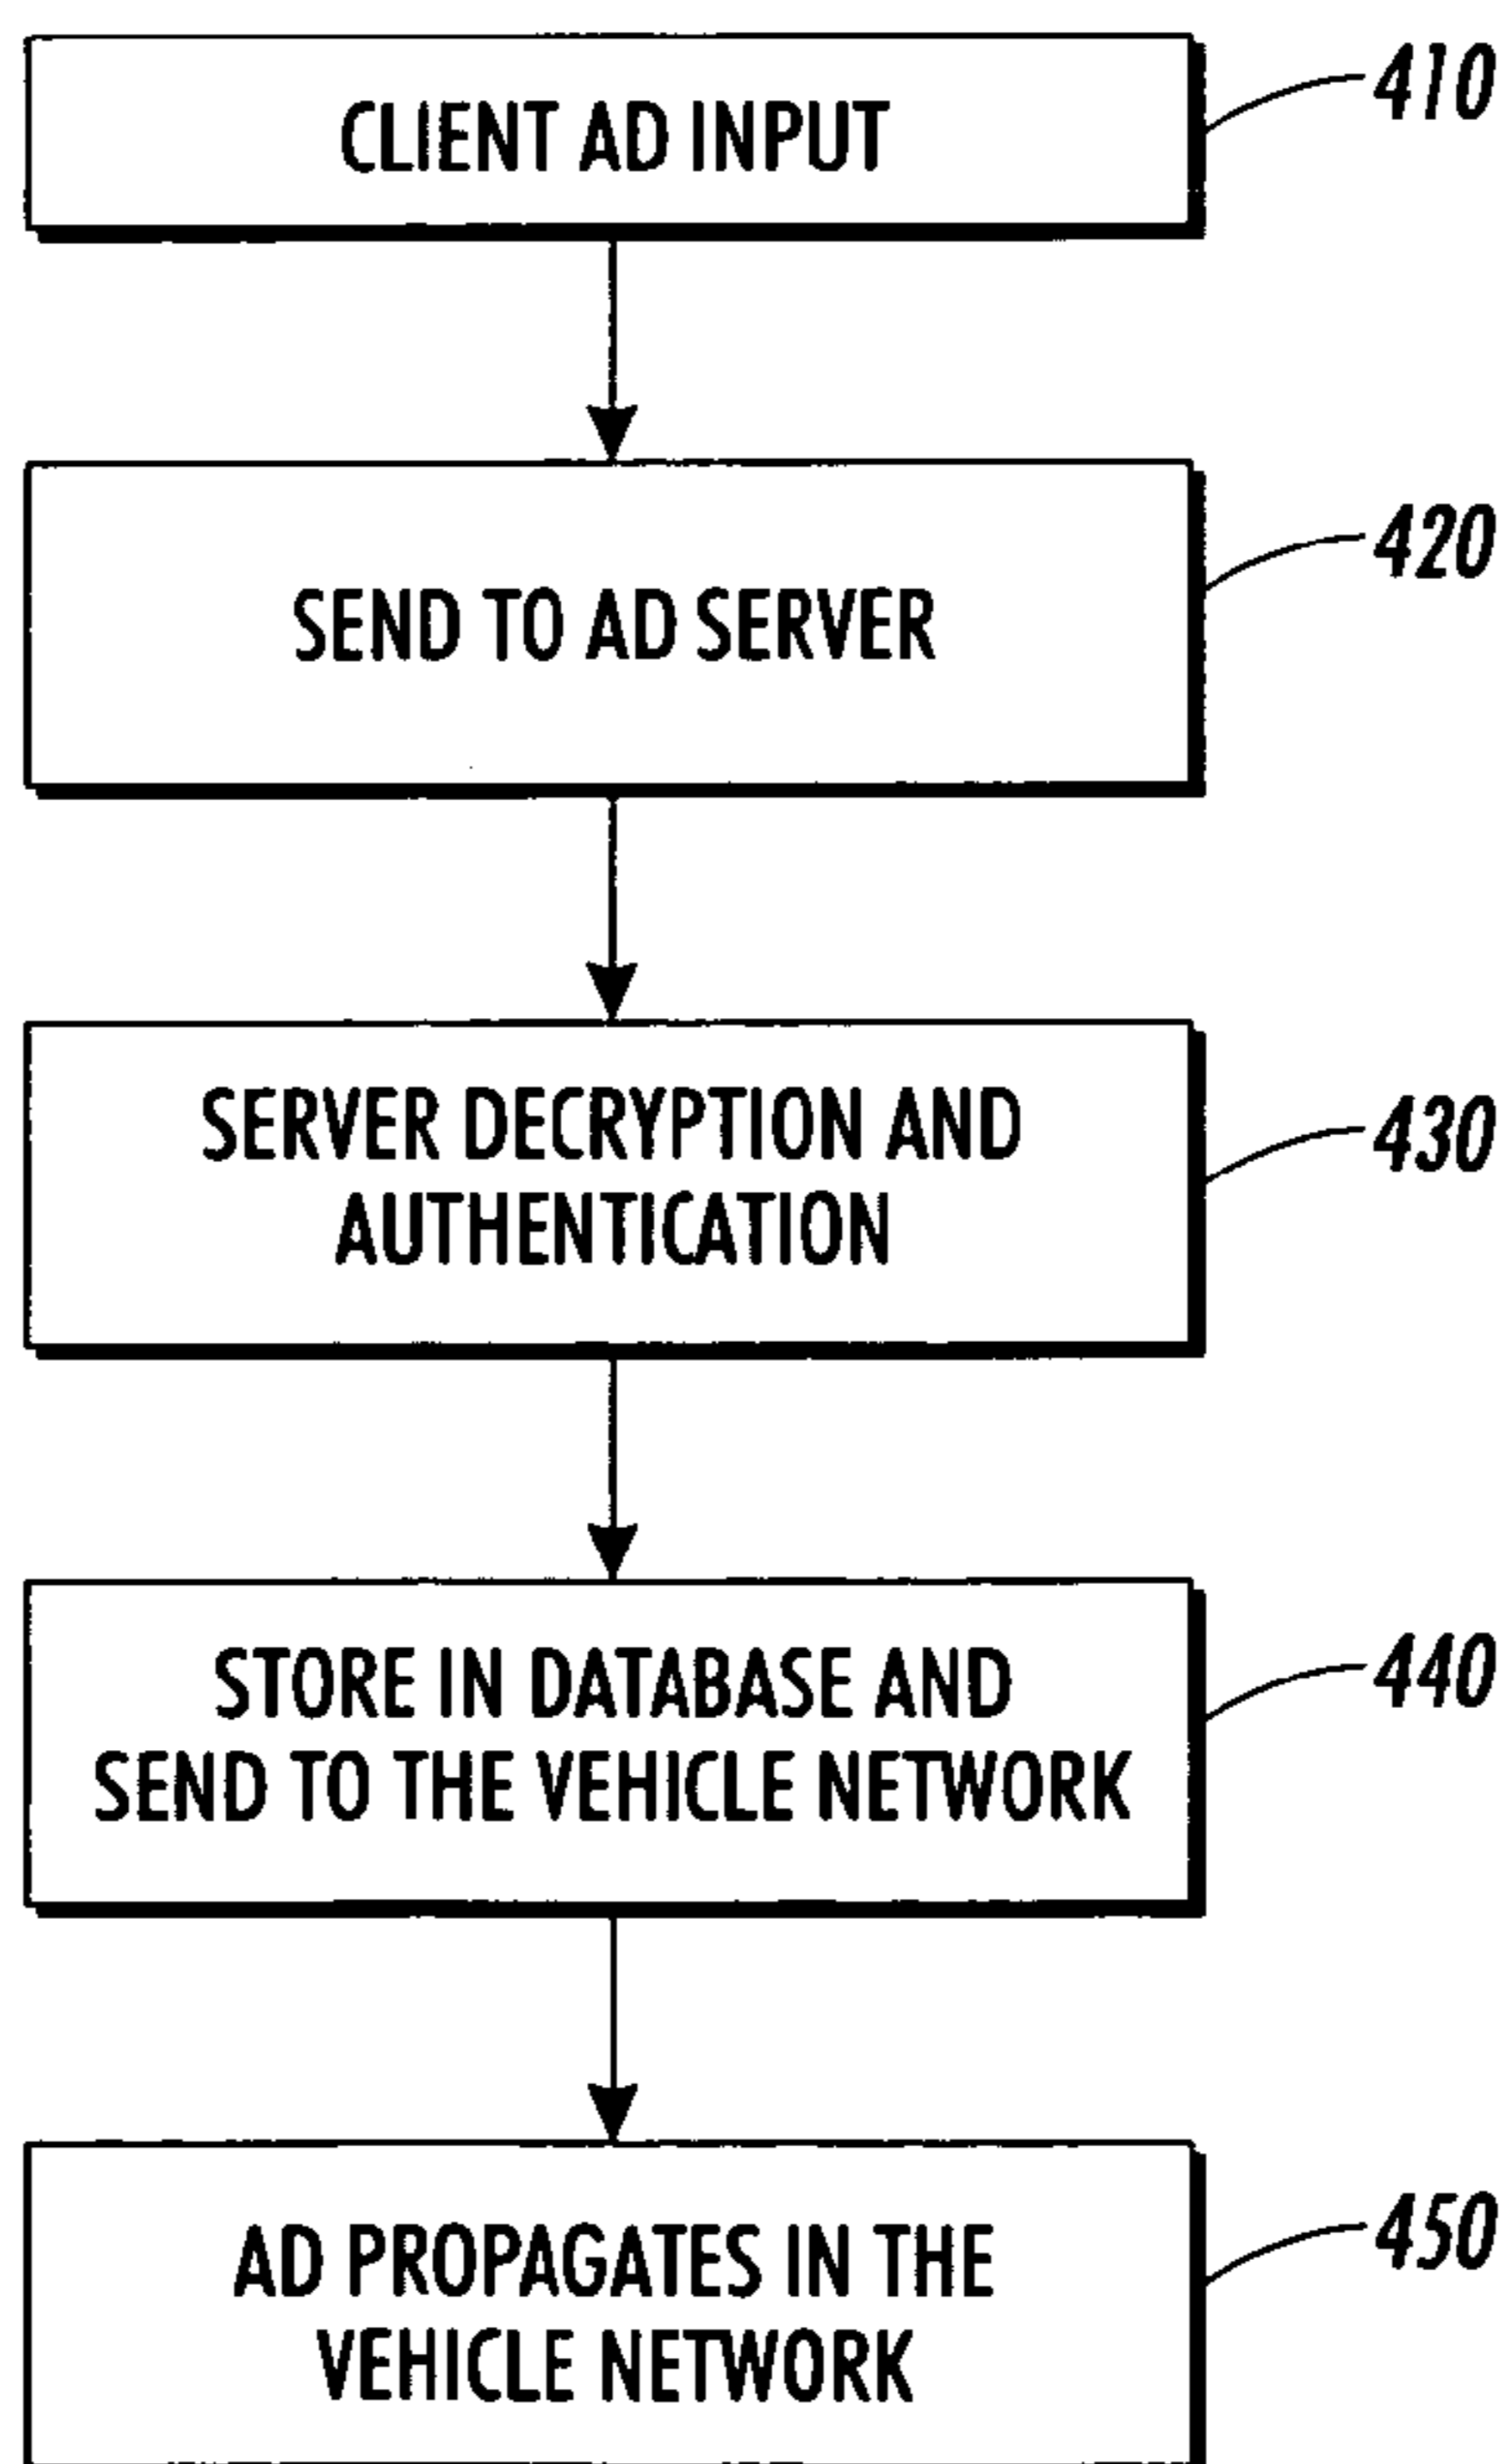 CLIENT AD INPUT
410
SEND TO AD SERVER
420
SERVER DECRYPTION AND
AUTHENTICATION
430
STORE IN DATABASE AND
SEND TO THE VEHICLE NETWORK
440
AD PROPAGATES IN THE
VEHICLE NETWORK
450